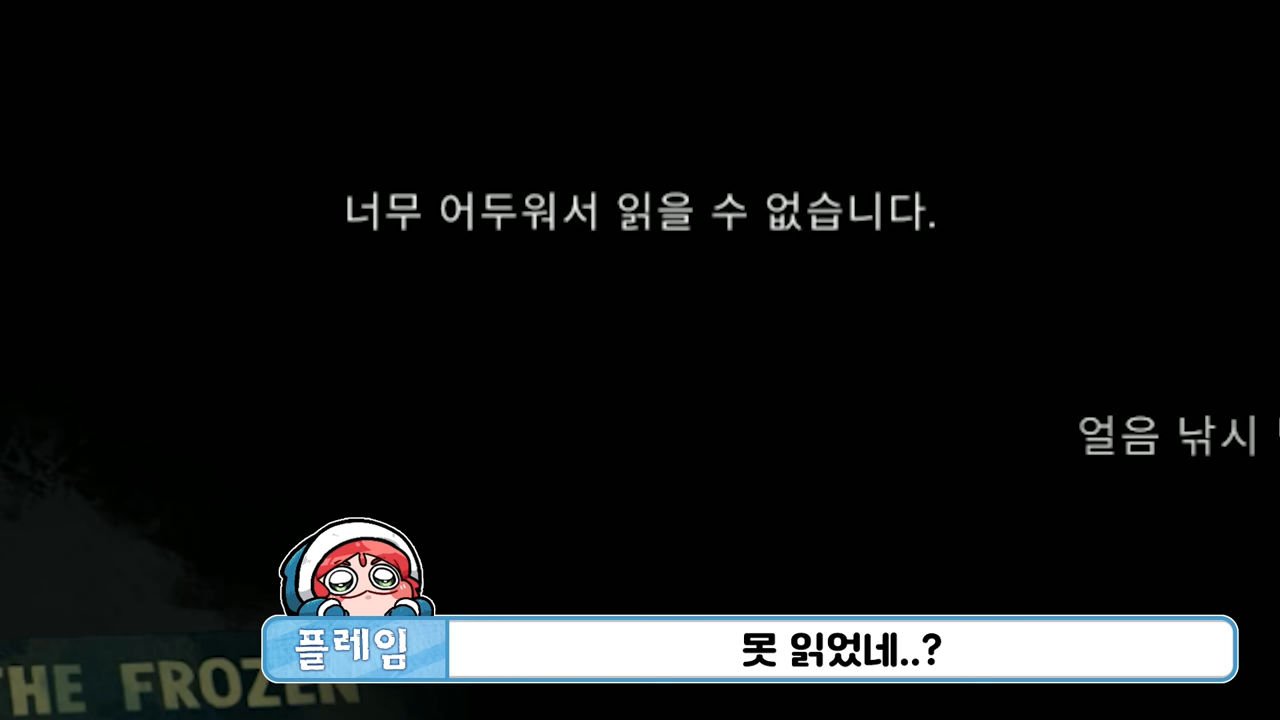 너무 어두워서 읽을 수 없습니다.
얼음 낚시
THE FROZEN
플레임
못 읽었네..?